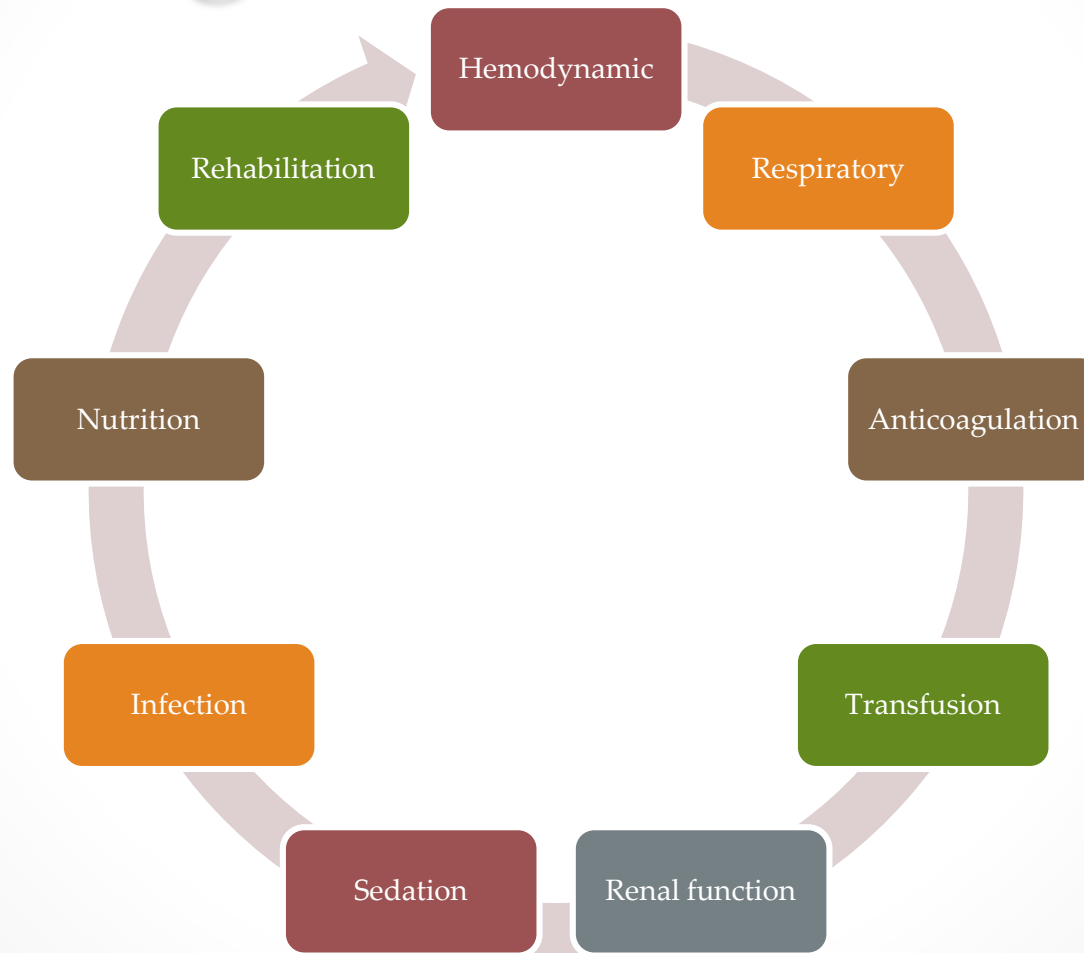 Hemodynamic
Respiratory
Anticoagulation
Transfusion
Renal function
Sedation
Infection
Nutrition
Rehabilitation